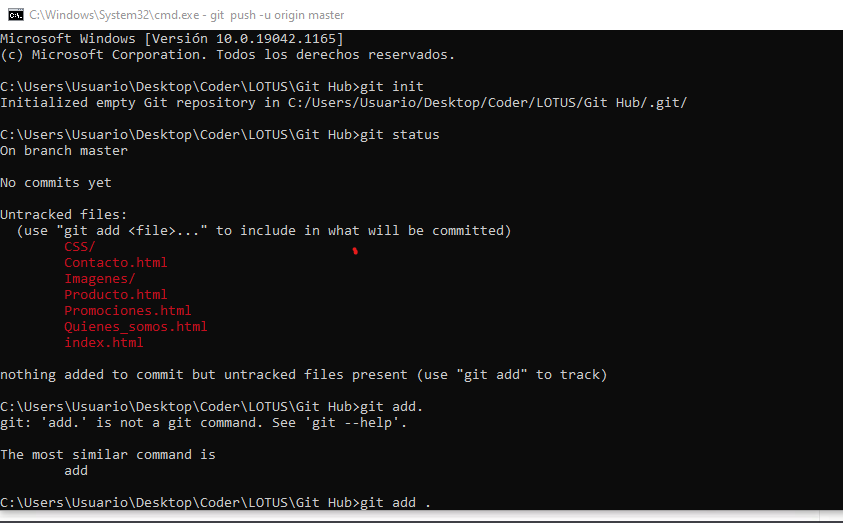 C:\Windows\System32\cmd.exe - git  push -u origin master
Microsoft Windows [Versión 10.0.19042.1165]
(c) Microsoft Corporation. Todos los derechos reservados.
C:\Users\Usuario\Desktop\Coder\LOTUS\Git Hub>git init
Initialized empty Git repository in C:/Users/Usuario/Desktop/Coder/LOTUS/Git Hub/.git/
C:\Users\Usuario\Desktop\Coder\LOTUS\Git Hub>git status
On branch master
No commits yet
Untracked files:
  (use "git add <file>..." to include in what will be committed)
        CSS/
        Contacto.html
        Imagenes/
        Producto.html
        Promociones.html
        Quienes_somos.html
        index.html
nothing added to commit but untracked files present (use "git add" to track)
C:\Users\Usuario\Desktop\Coder\LOTUS\Git Hub>git add.
git: 'add.' is not a git command. See 'git --help'.
The most similar command is
        add
C:\Users\Usuario\Desktop\Coder\LOTUS\Git Hub>git add .